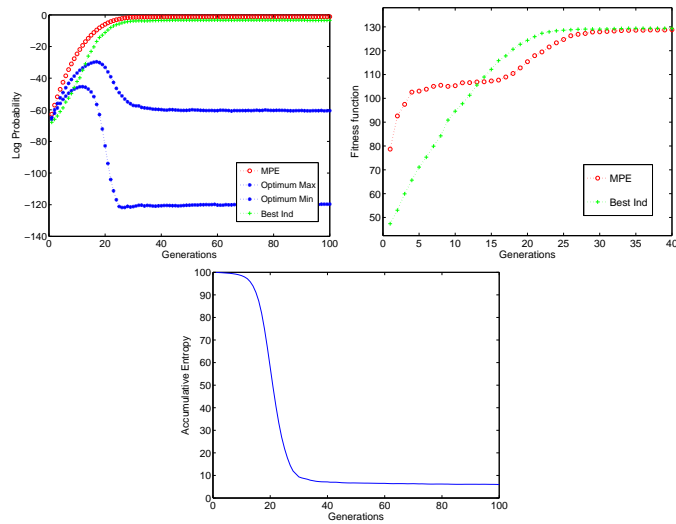 0
−20
−40
−60
−80
−100
−120
−140
Log Probability
0 20 40 60 80 100
Generations
MPE
Optimum Max
Optimum Min
Best Ind
130
120
110
100
90
80
70
60
50
Fitness function
0 5 10 15 20 25 30 35 40
Generations
MPE
Best Ind
100
90
80
70
60
50
40
30
20
10
0
Accumulative Entropy
0 20 40 60 80 100
Generations